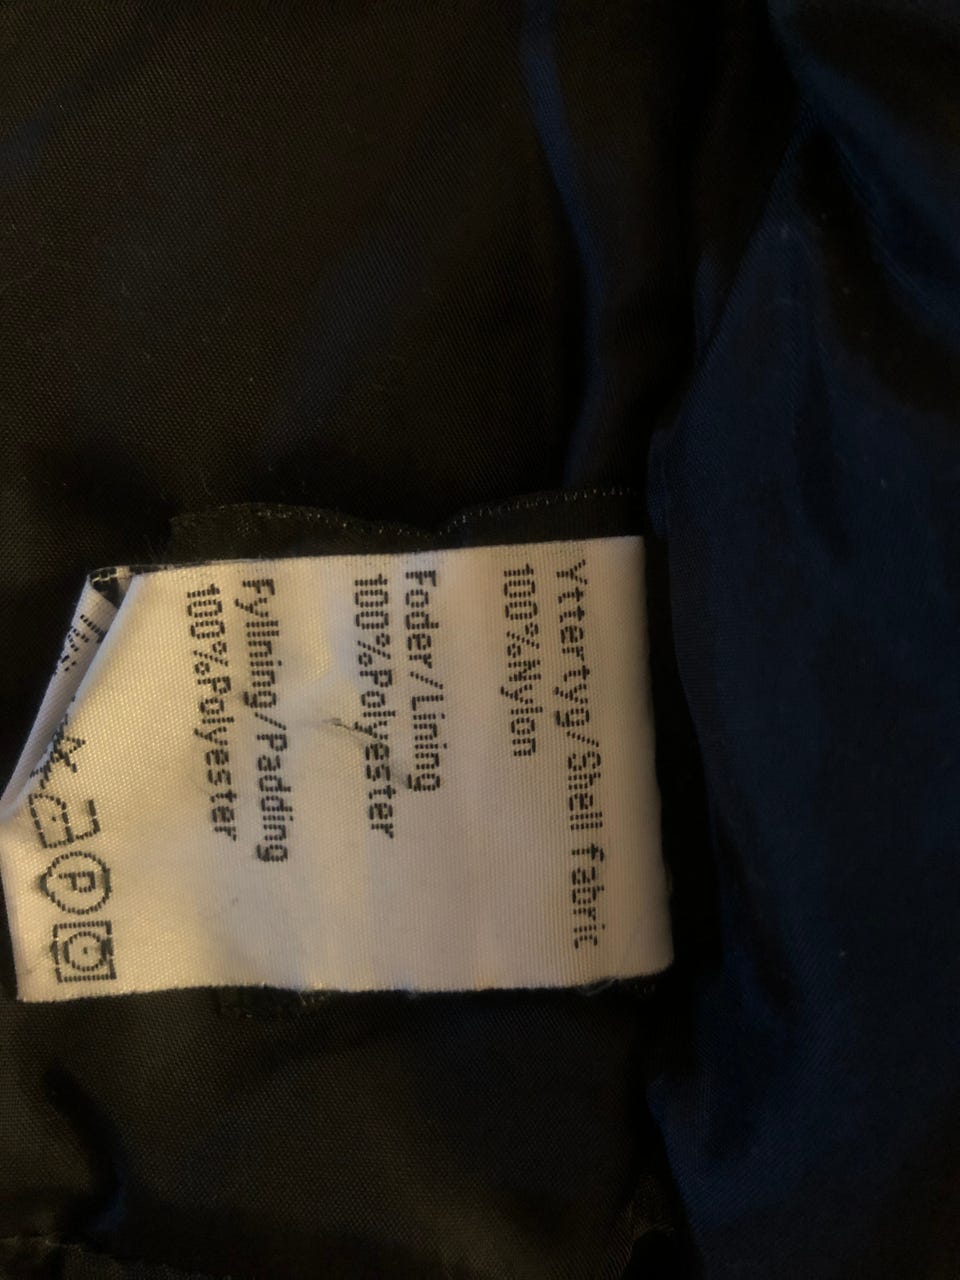 Yttertyg/Shell fabric
100%Nylon
Foder/Lining
100%Polyester
Fyllning/Padding
100%Polyester
P